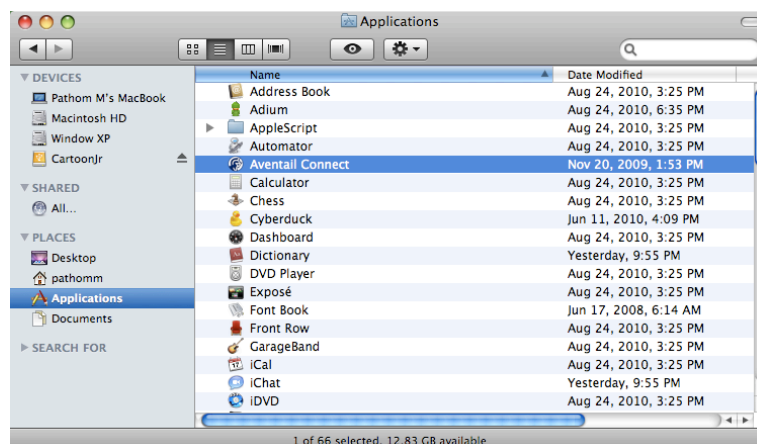 Applications
Name Date Modified
DEVICES
Pathom M's MacBook
Macintosh HD
Window XP
CartoonJr
SHARED
All...
PLACES
Desktop
pathomm
Applications
Documents
SEARCH FOR
Address Book Aug 24, 2010, 3:25 PM
Adium Aug 24, 2010, 6:35 PM
AppleScript Aug 24, 2010, 3:25 PM
Automator Aug 24, 2010, 3:25 PM
Aventail Connect Nov 20, 2009, 1:53 PM
Calculator Aug 24, 2010, 3:25 PM
Chess Aug 24, 2010, 3:25 PM
Cyberduck Jun 11, 2010, 4:09 PM
Dashboard Aug 24, 2010, 3:25 PM
Dictionary Yesterday, 9:55 PM
DVD Player Aug 24, 2010, 3:25 PM
Exposé Aug 24, 2010, 3:25 PM
Font Book Jun 17, 2008, 6:14 AM
Front Row Aug 24, 2010, 3:25 PM
GarageBand Aug 24, 2010, 3:25 PM
iCal Aug 24, 2010, 3:25 PM
iChat Yesterday, 9:55 PM
iDVD Aug 24, 2010, 3:25 PM
1 of 66 selected, 12.83 GB available